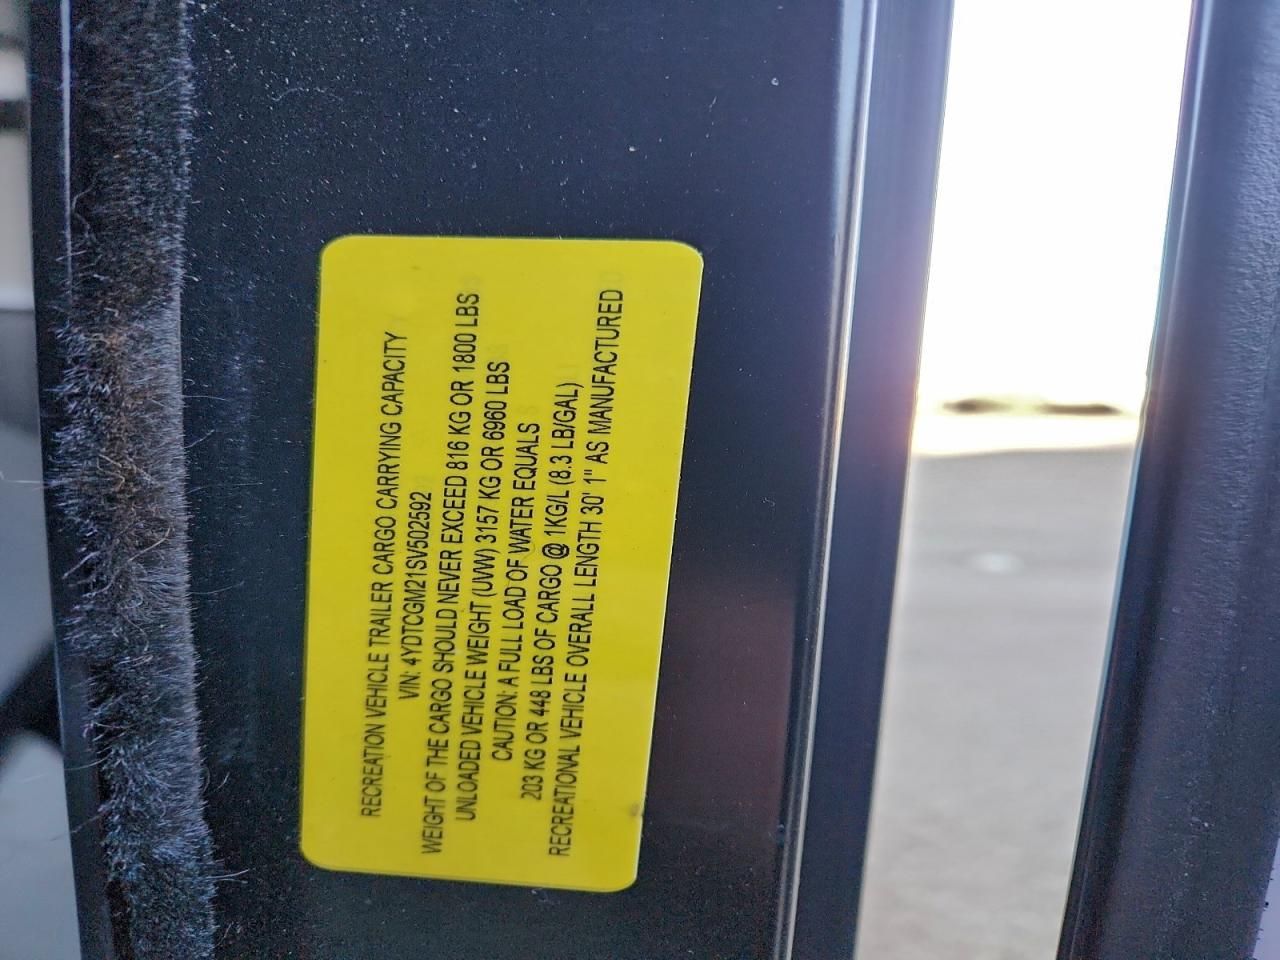 RECREATION VEHICLE TRAILER CARGO CARRYING CAPACITY
VIN: 4YDTCGM21SV502592
WEIGHT OF THE CARGO SHOULD NEVER EXCEED 816 KG OR 1800 LBS
UNLOADED VEHICLE WEIGHT (UVW) 3157 KG OR 6960 LBS
CAUTION: A FULL LOAD OF WATER EQUALS
203 KG OR 448 LBS OF CARGO @ 1KG/L (8.3 LB/GAL)
RECREATIONAL VEHICLE OVERALL LENGTH 30' 1" AS MANUFACTURED